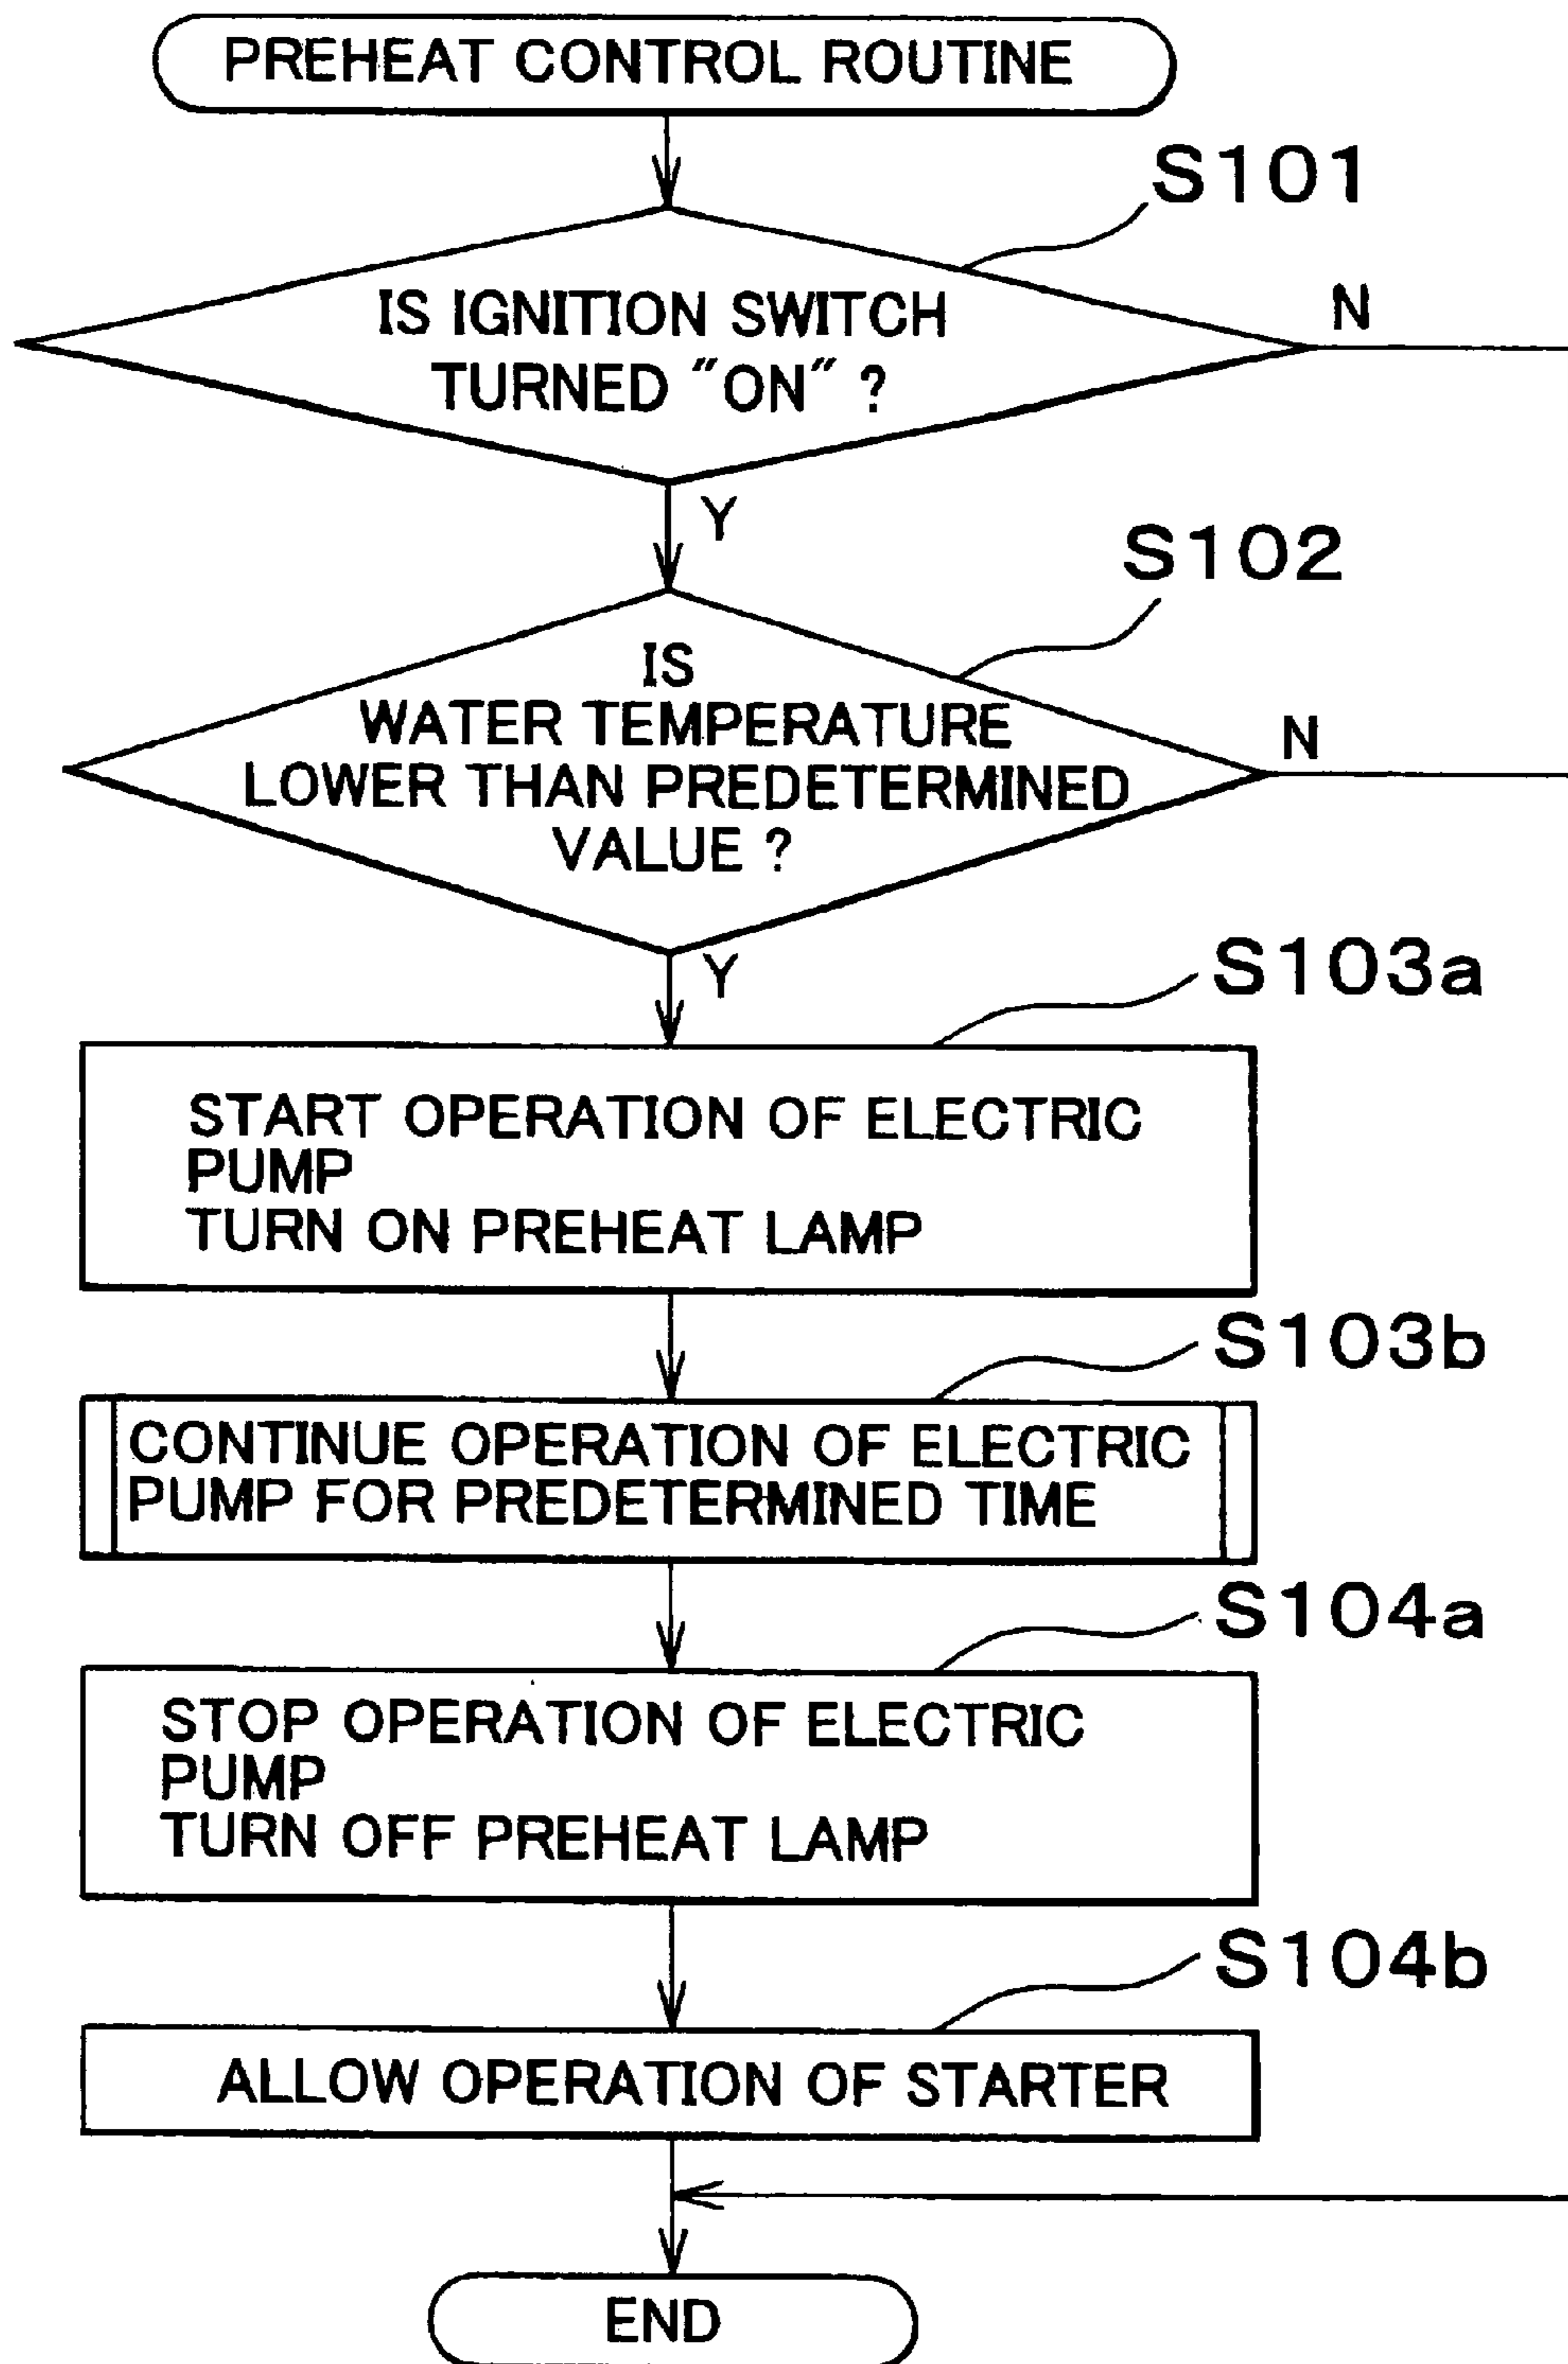 PREHEAT CONTROL ROUTINE
S101
IS IGNITION SWITCH
TURNED "ON" ?
N
Y
S102
IS
WATER TEMPERATURE
LOWER THAN PREDETERMINED
VALUE ?
N
Y
S103a
START OPERATION OF ELECTRIC
PUMP
TURN ON PREHEAT LAMP
S103b
CONTINUE OPERATION OF ELECTRIC
PUMP FOR PREDETERMINED TIME
S104a
STOP OPERATION OF ELECTRIC
PUMP
TURN OFF PREHEAT LAMP
S104b
ALLOW OPERATION OF STARTER
END